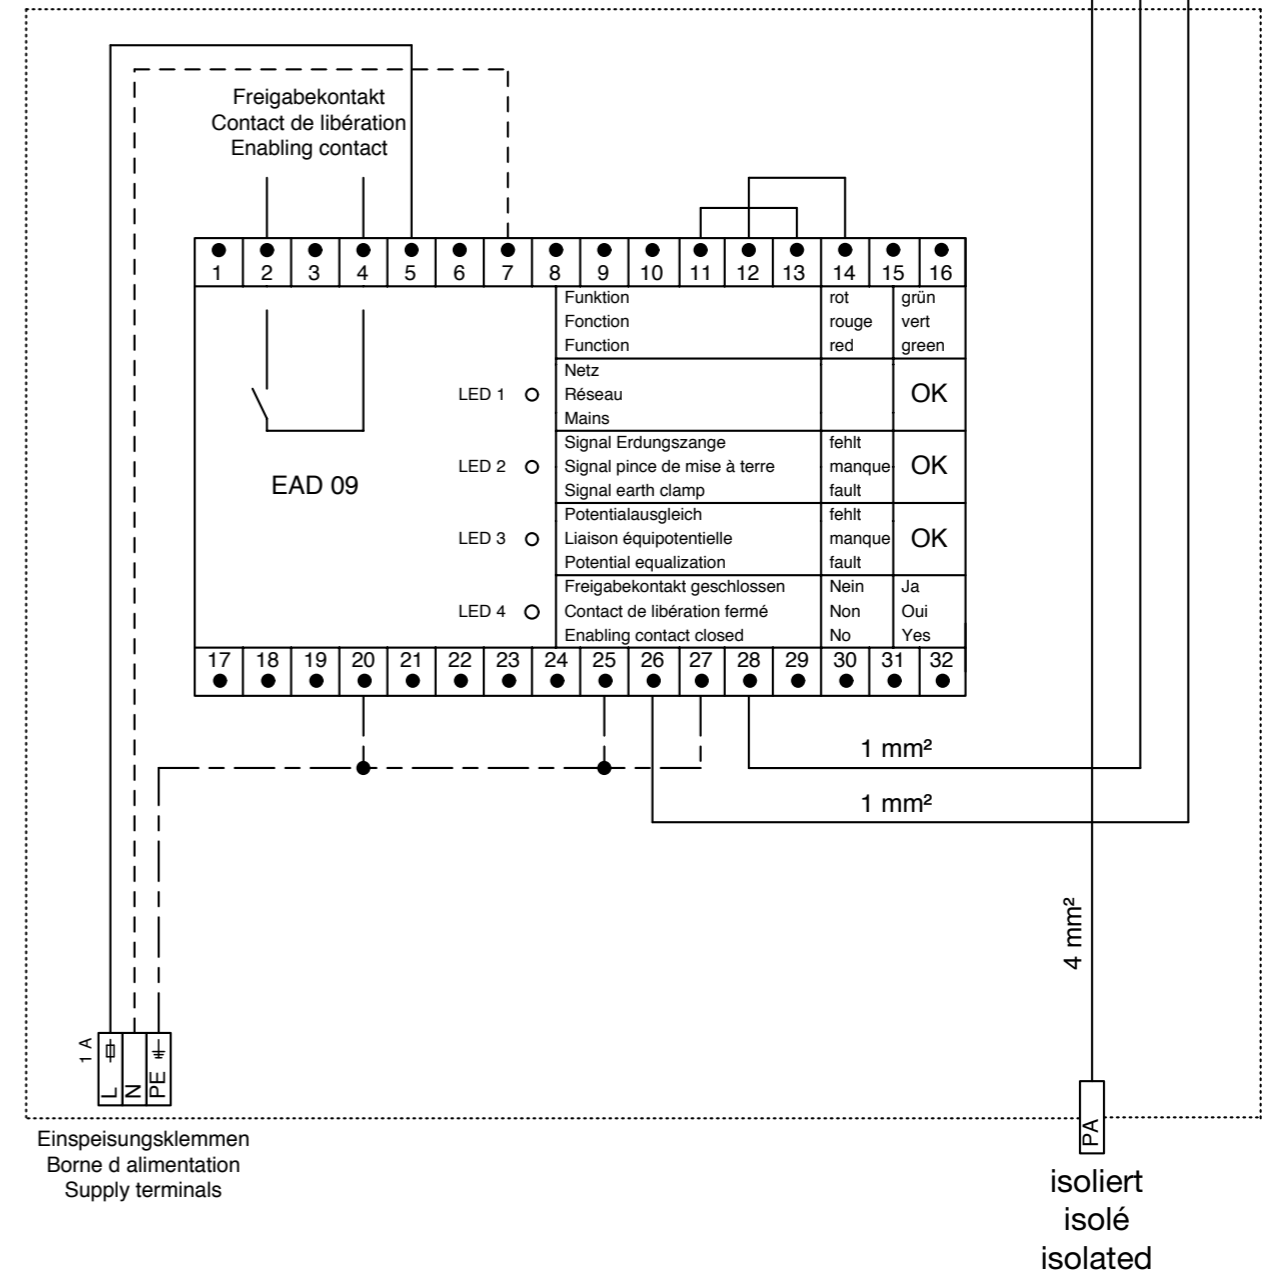 Freigabekontakt
Contact de libération
Enabling contact
1 2 3 4 5 6 7 8 9 10 11 12 13 14 15 16
Funktion rot grün
Fonction rouge vert
Function red green
Netz
LED 1 Réseau OK
Mains
Signal Erdungszange fehlt
LED 2 Signal pince de mise à terre manque OK
Signal earth clamp fault
EAD 09
Potentialausgleich fehlt
LED 3 Liaison équipotentielle manque OK
Potential equalization fault
Freigabekontakt geschlossen Nein Ja
LED 4 Contact de libération fermé Non Oui
Enabling contact closed No Yes
17 18 19 20 21 22 23 24 25 26 27 28 29 30 31 32
1 mm²
1 mm²
4 mm²
1 A
L N PE
PA
Einspeisungsklemmen
Borne d alimentation
Supply terminals
isoliert
isolé
isolated